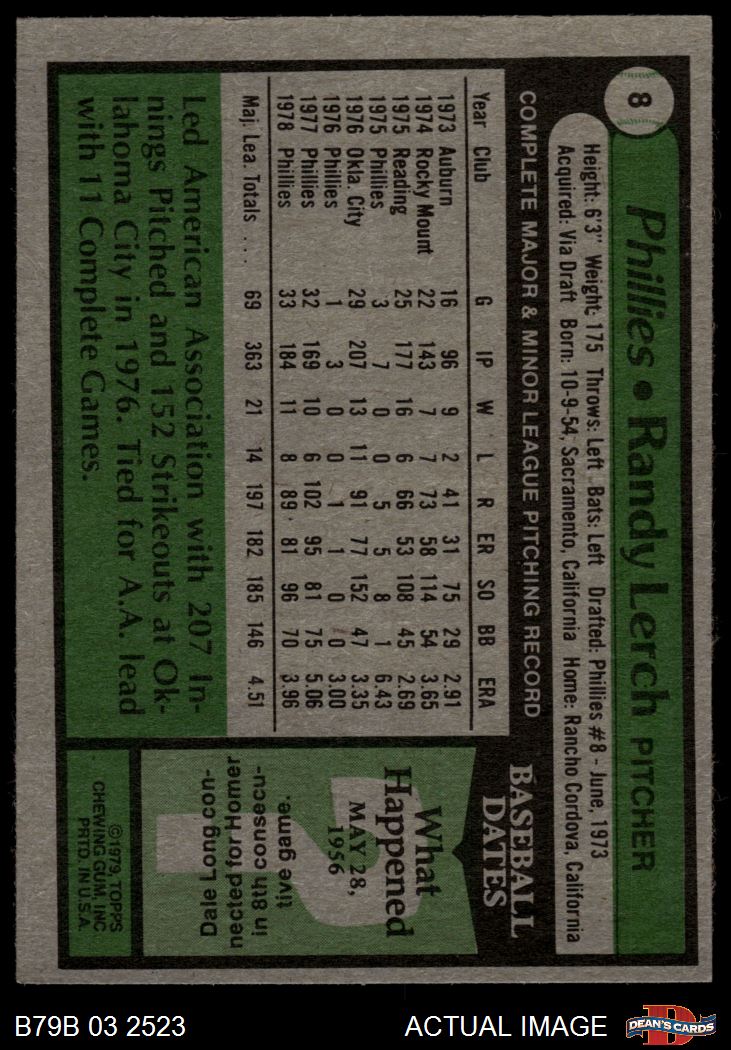 8
Phillies • Randy Lerch PITCHER
Height: 6'3" Weight: 175 Throws: Left Bats: Left Drafted: Phillies #8 - June, 1973
Acquired: Via Draft Born: 10-9-54, Sacramento, California Home: Rancho Cordova, California
COMPLETE MAJOR & MINOR LEAGUE PITCHING RECORD
Year Club G IP W L R ER SO BB ERA
1973 Auburn 16 96 9 2 41 31 75 29 2.91
1974 Rocky Mount 22 143 7 7 73 58 114 54 3.65
1975 Reading 25 177 16 6 66 53 108 45 2.69
1975 Phillies 3 7 0 0 5 5 8 1 6.43
1976 Okla. City 29 207 13 11 91 77 152 47 3.35
1976 Phillies 1 3 0 0 1 1 0 0 3.00
1977 Phillies 32 169 10 6 102 95 81 75 5.06
1978 Phillies 33 184 11 8 89 81 96 70 3.96
Maj. Lea. Totals . . . 69 363 21 14 197 182 185 146 4.51
Led American Association with 207 In-
nings Pitched and 152 Strikeouts at Ok-
lahoma City in 1976. Tied for A.A. lead
with 11 Complete Games.
BASEBALL
DATES
What
Happened
MAY 28,
1956
Dale Long con-
nected for Homer
in 8th consecu-
tive game.
©1979, TOPPS
CHEWING GUM, INC
PRTD. IN U.S.A.
B79B 03 2523 ACTUAL IMAGE
D
DEAN'S CARDS